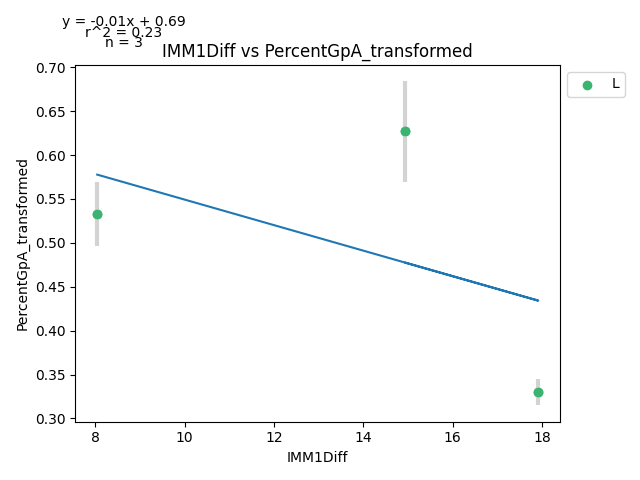 y = -0.01x + 0.69
r^2 = 0.23
n = 3
IMM1Diff vs PercentGpA_transformed
L
PercentGpA_transformed
0.70
0.65
0.60
0.55
0.50
0.45
0.40
0.35
0.30
8 10 12 14 16 18
IMM1Diff